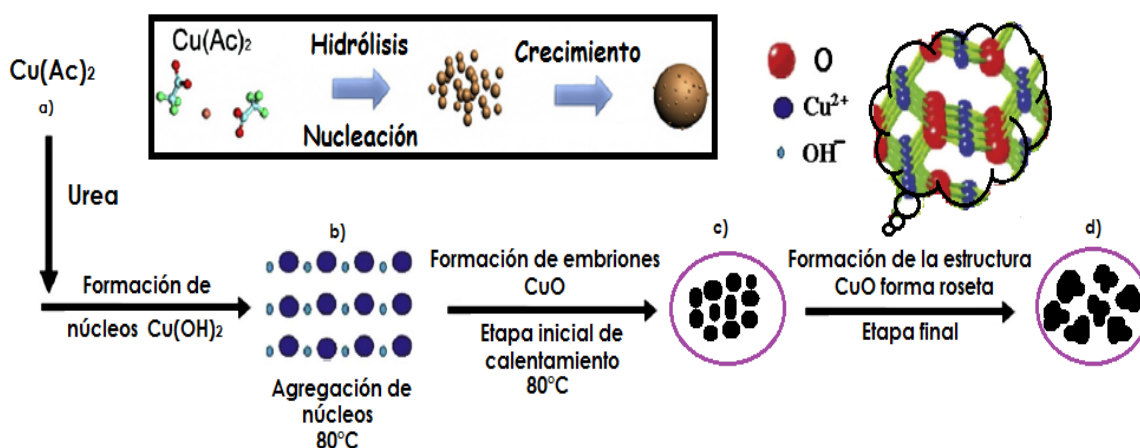 Cu(Ac)2
Hidrólisis
Nucleación
Crecimiento
O
Cu2+
OH−
Cu(Ac)2
a)
Urea
Formación de
núcleos Cu(OH)2
b)
Agregación de
núcleos
80°C
Formación de embriones
CuO
Etapa inicial de
calentamiento
80°C
c)
Formación de la estructura
CuO forma roseta
Etapa final
d)